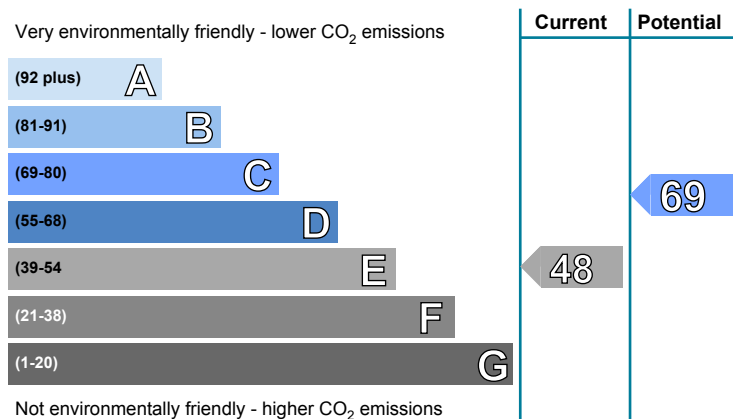 Current Potential
Very environmentally friendly - lower CO2 emissions
(92 plus) A
(81-91) B
(69-80) C
69
(55-68) D
(39-54 E
48
(21-38) F
(1-20) G
Not environmentally friendly - higher CO2 emissions